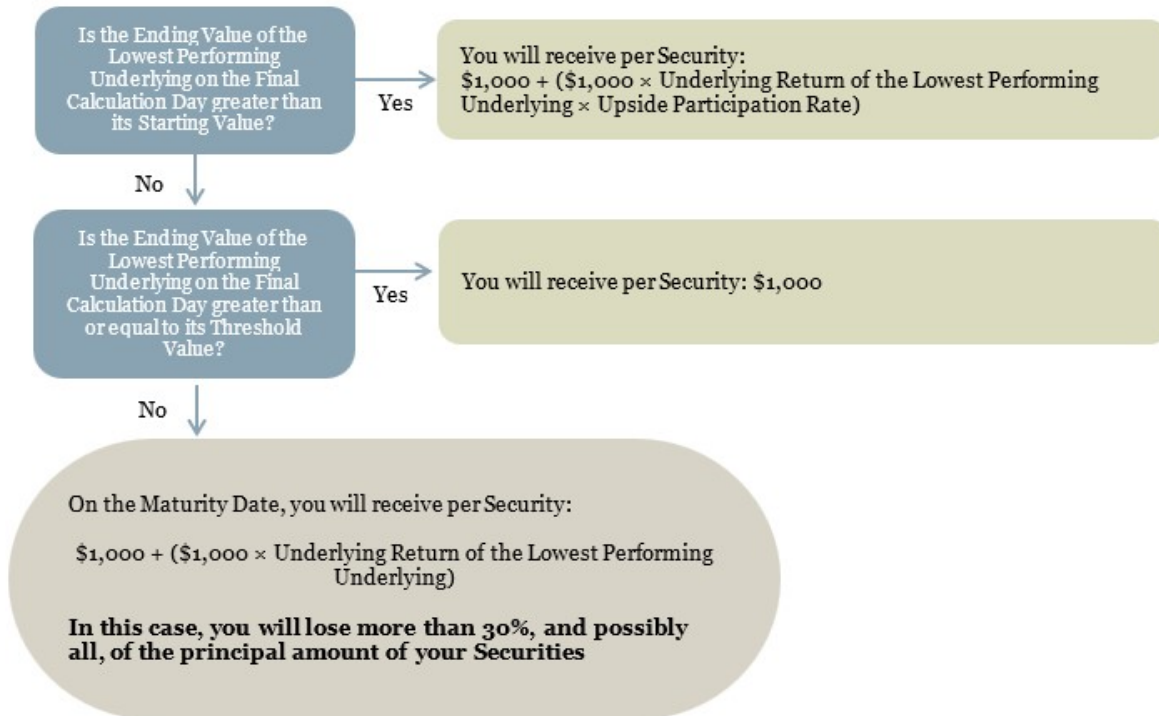 Is the Ending Value of the
Lowest Performing
Underlying on the Final
Calculation Day greater than
its Starting Value?
Yes
You will receive per Security:
$1,000 + ($1,000 × Underlying Return of the Lowest Performing
Underlying × Upside Participation Rate)
No
Is the Ending Value of the
Lowest Performing
Underlying on the Final
Calculation Day greater than
or equal to its Threshold
Value?
Yes
You will receive per Security: $1,000
No
On the Maturity Date, you will receive per Security:
$1,000 + ($1,000 × Underlying Return of the Lowest Performing
Underlying)
In this case, you will lose more than 30%, and possibly
all, of the principal amount of your Securities